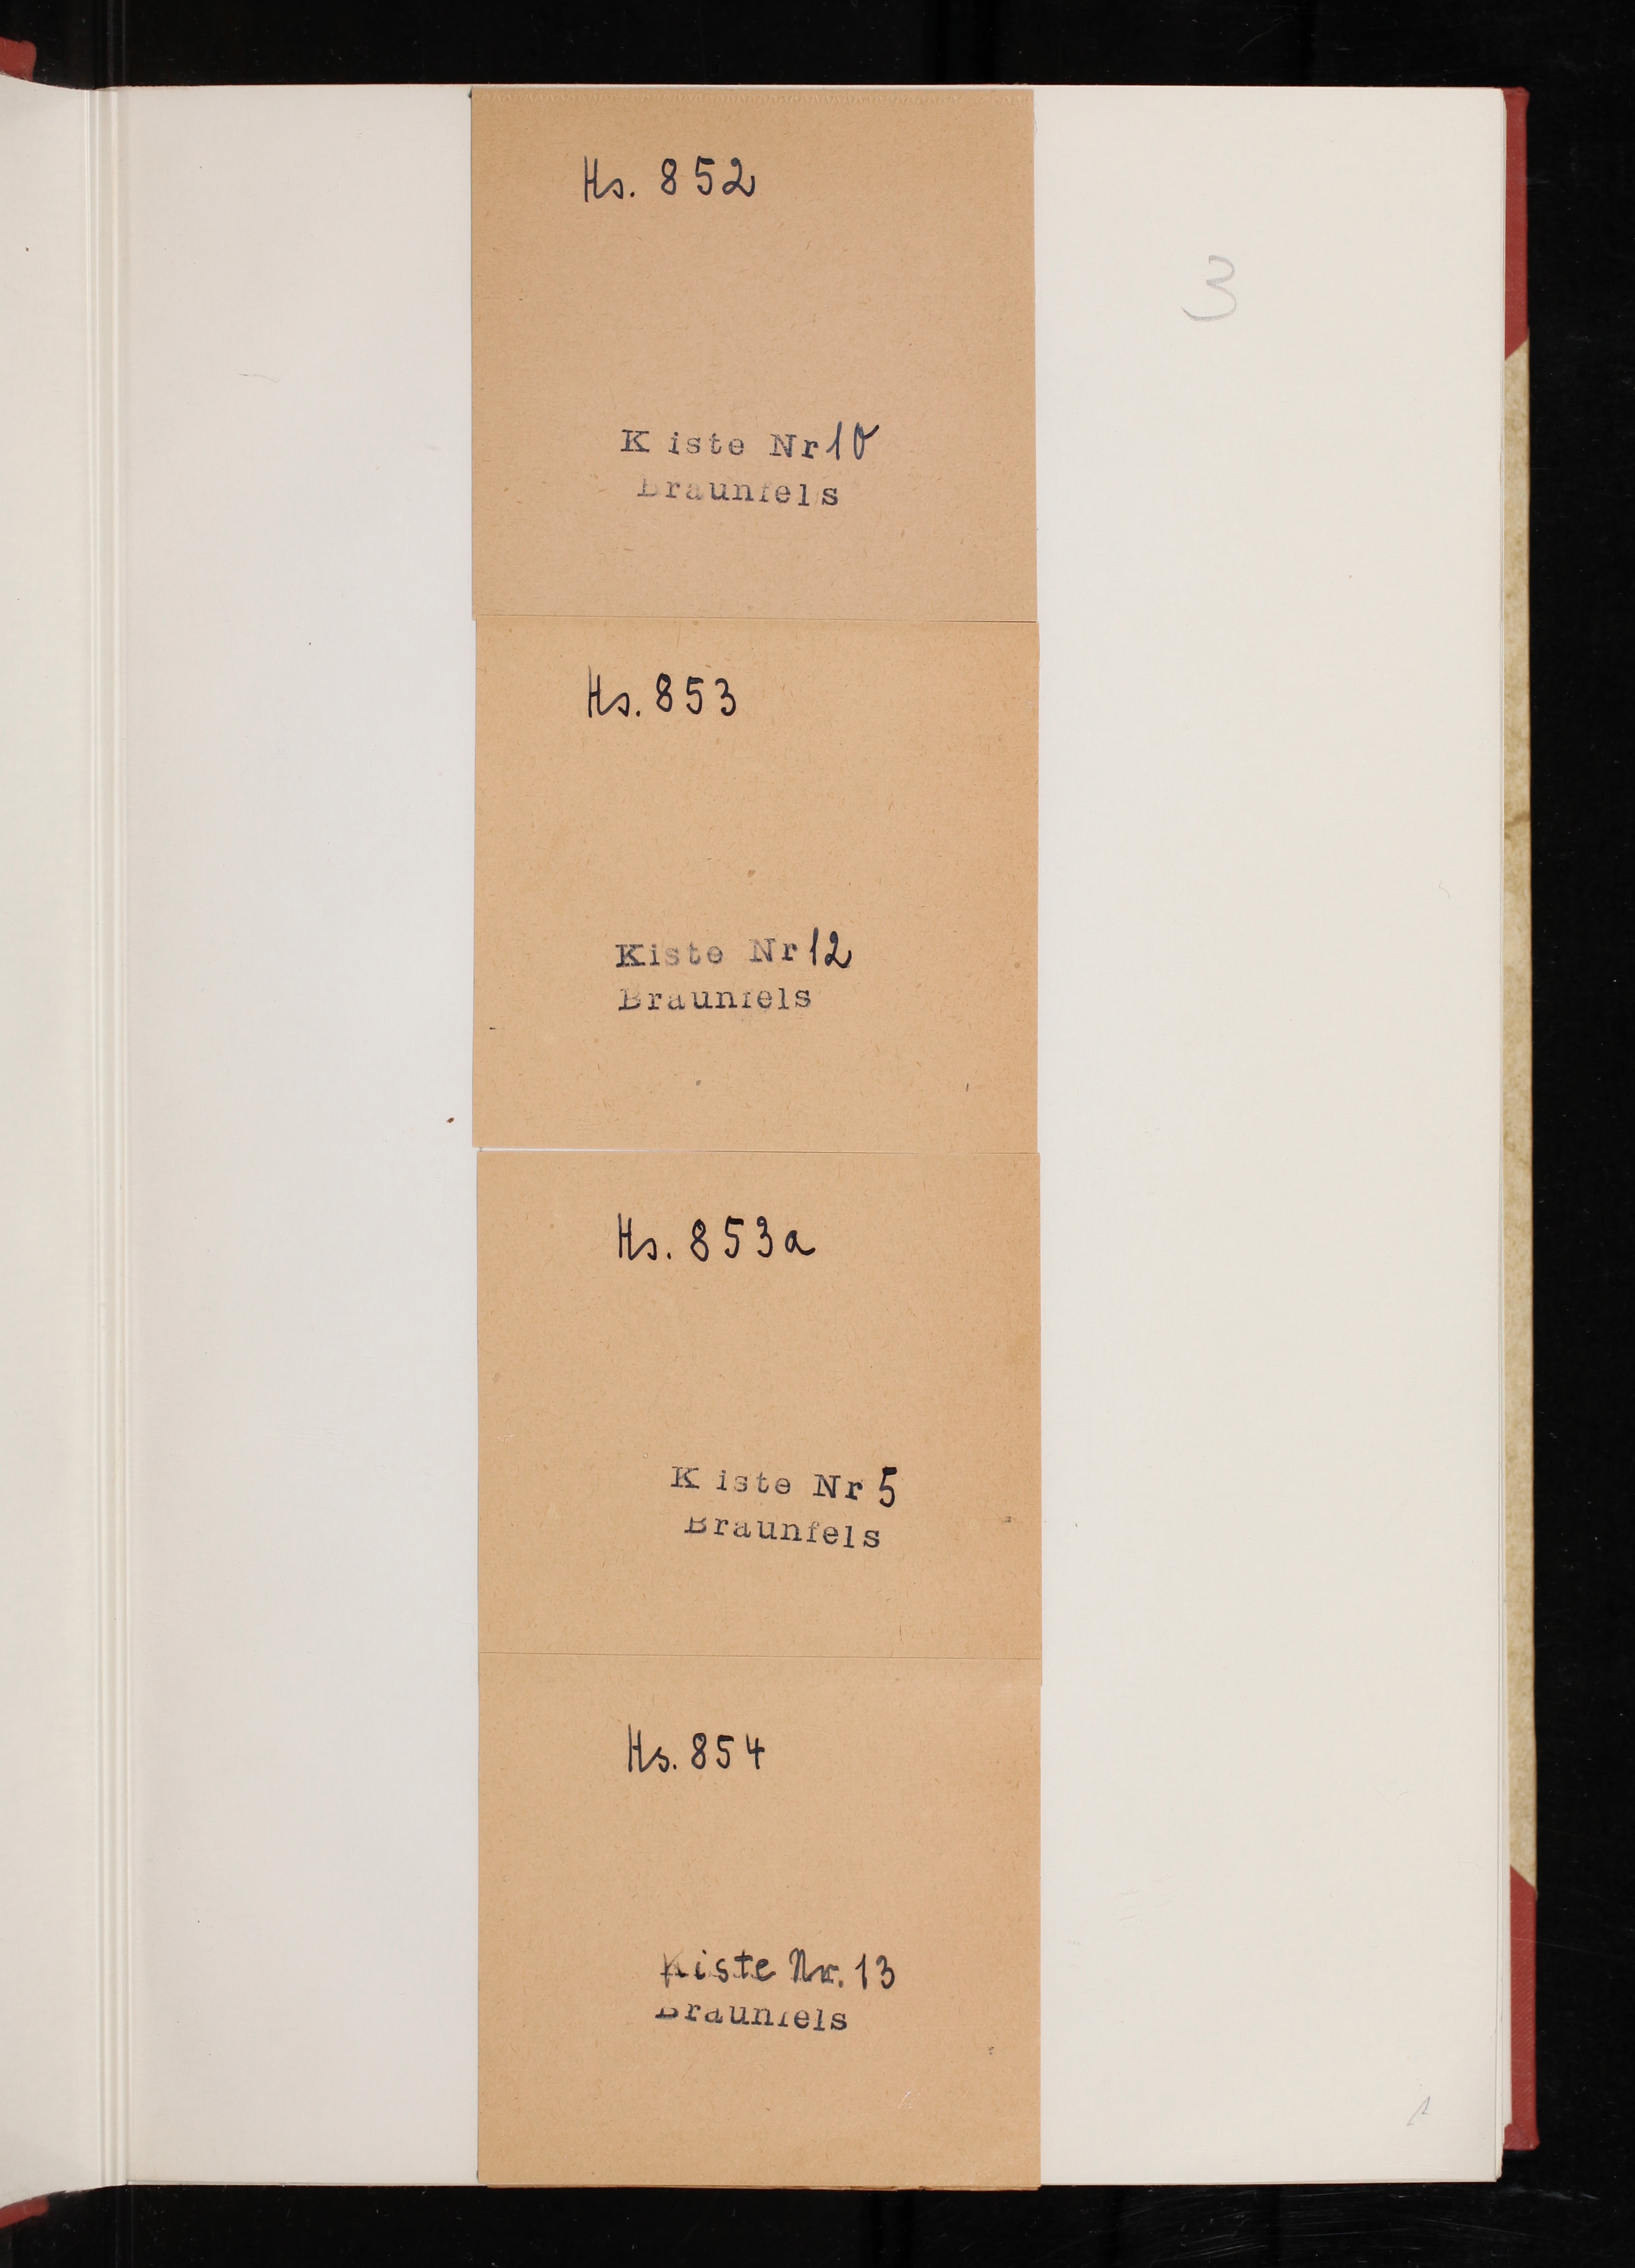 Hs. 852
3
Kiste Nr 10
Braunfels
Hs. 853
Kiste Nr 12
Braunfels
Hs. 853a
Kiste Nr 5
Braunfels
Hs. 854
Kiste Nr. 13
Braunfels
1